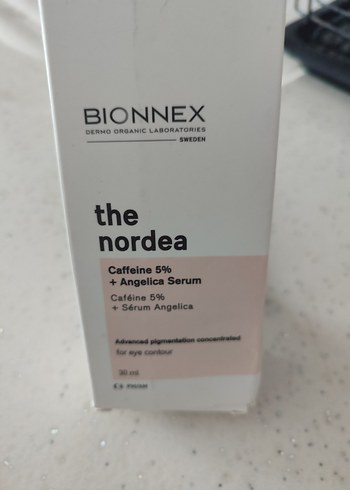 BIONNEX
DERMO ORGANIC LABORATORIES
SWEDEN
the
nordea
Caffeine 5%
+ Angelica Serum
Caféine 5%
+ Sérum Angelica
Advanced pigmentation concentrated
for eye contour
30 ml